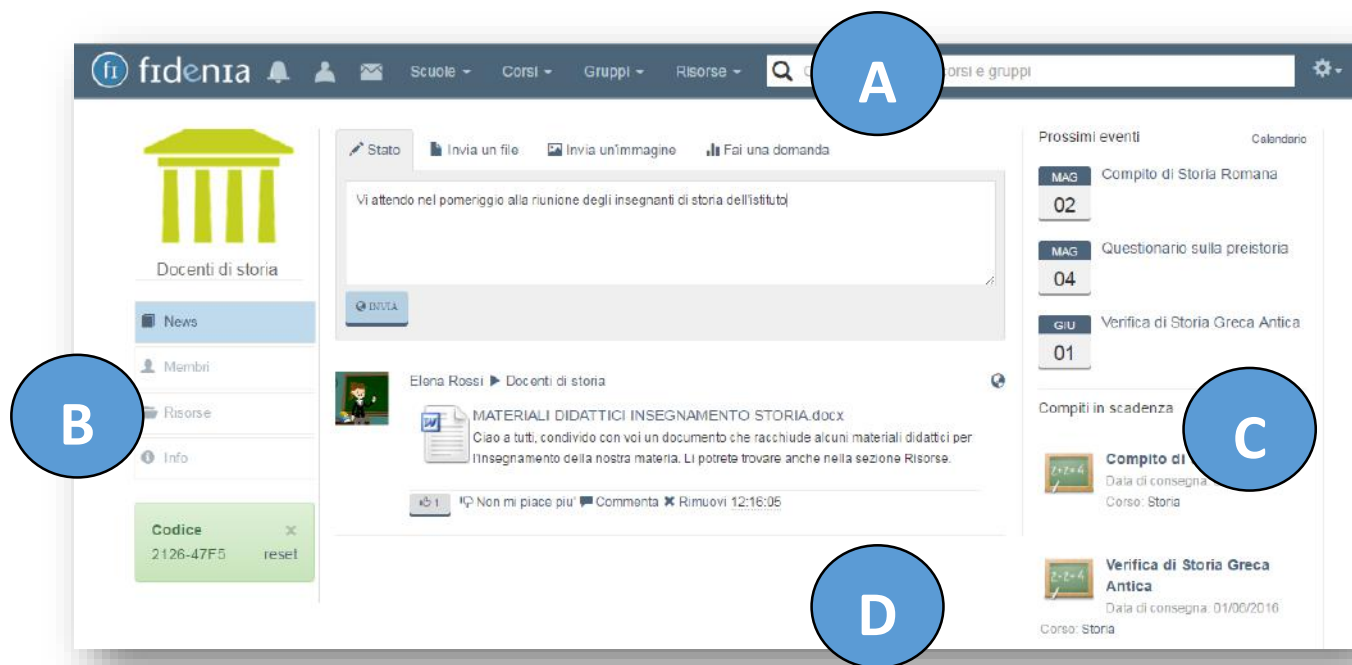 fidenia Scuole Corsi Gruppi Risorse corsi e gruppi
A
Stato Invia un file Invia un'immagine Fai una domanda
Vi attendo nel pomeriggio alla riunione degli insegnanti di storia dell'istituto
INVIA
Docenti di storia
News
Membri
Risorse
Info
B
Codice ×
2126-47F5 reset
Elena Rossi ▶ Docenti di storia
MATERIALI DIDATTICI INSEGNAMENTO STORIA.docx
Ciao a tutti, condivido con voi un documento che racchiude alcuni materiali didattici per
l'insegnamento della nostra materia. Li potrete trovare anche nella sezione Risorse.
1 Non mi piace piu' Commenta Rimuovi 12:16:05
D
Prossimi eventi Calendario
MAG
02
Compito di Storia Romana
MAG
04
Questionario sulla preistoria
GIU
01
Verifica di Storia Greca Antica
Compiti in scadenza
C
Compito di
Data di consegna:
Corso: Storia
Verifica di Storia Greca
Antica
Data di consegna: 01/06/2016
Corso: Storia